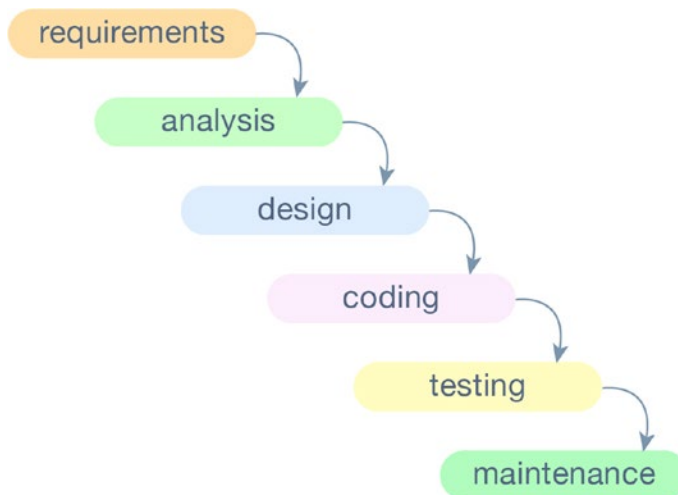 requirements
analysis
design
coding
testing
maintenance